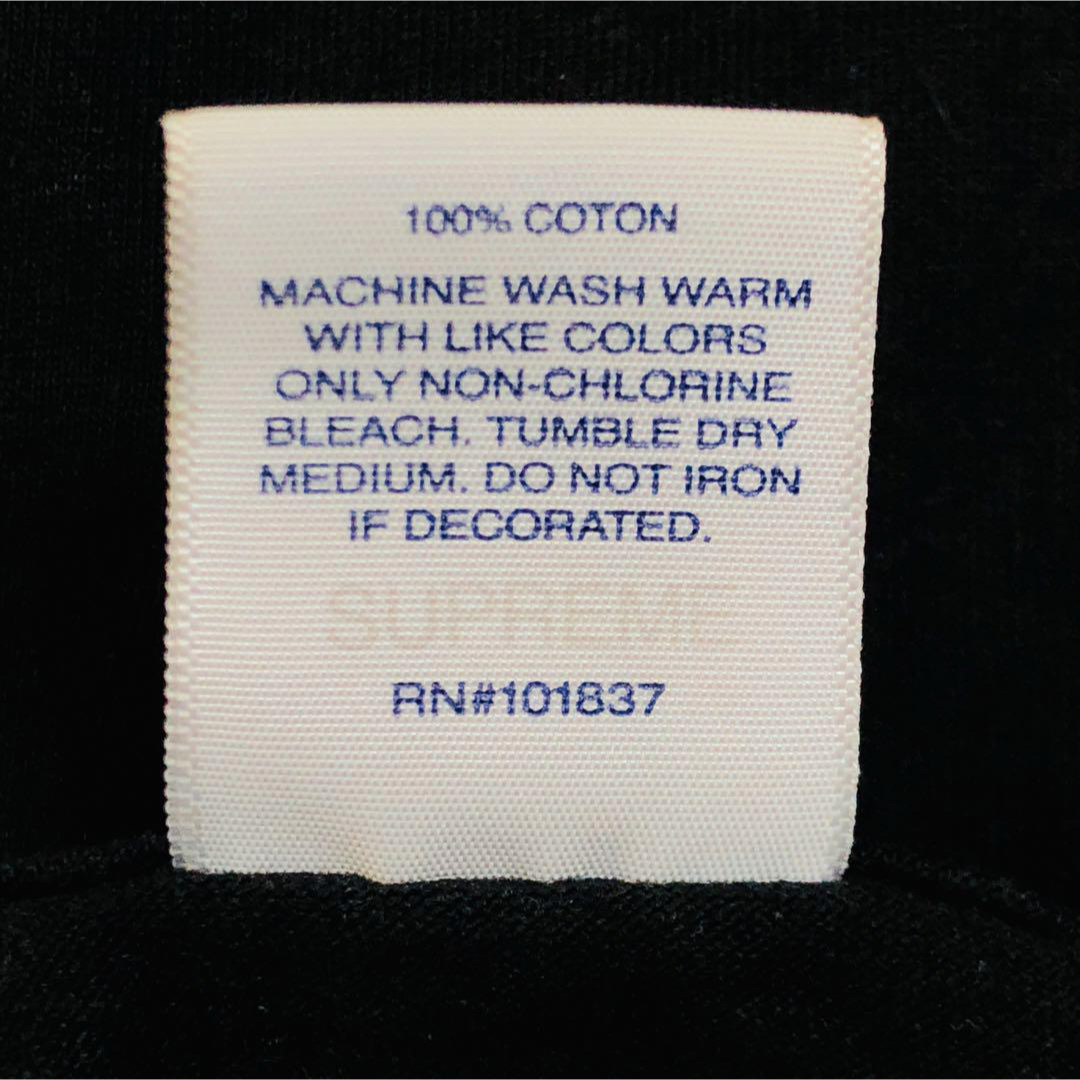 100% COTON
MACHINE WASH WARM
WITH LIKE COLORS
ONLY NON-CHLORINE
BLEACH. TUMBLE DRY
MEDIUM. DO NOT IRON
IF DECORATED.
SUPREME
RN#101837